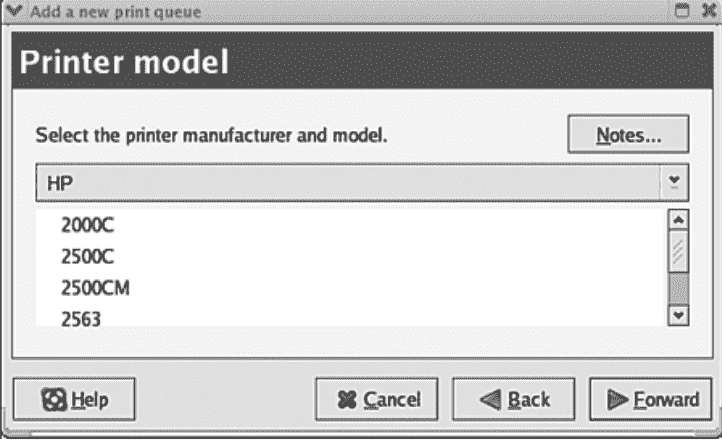 Add a new print queue
Printer model
Select the printer manufacturer and model.
Notes...
HP
2000C
2500C
2500CM
2563
Help
Cancel
Back
Forward